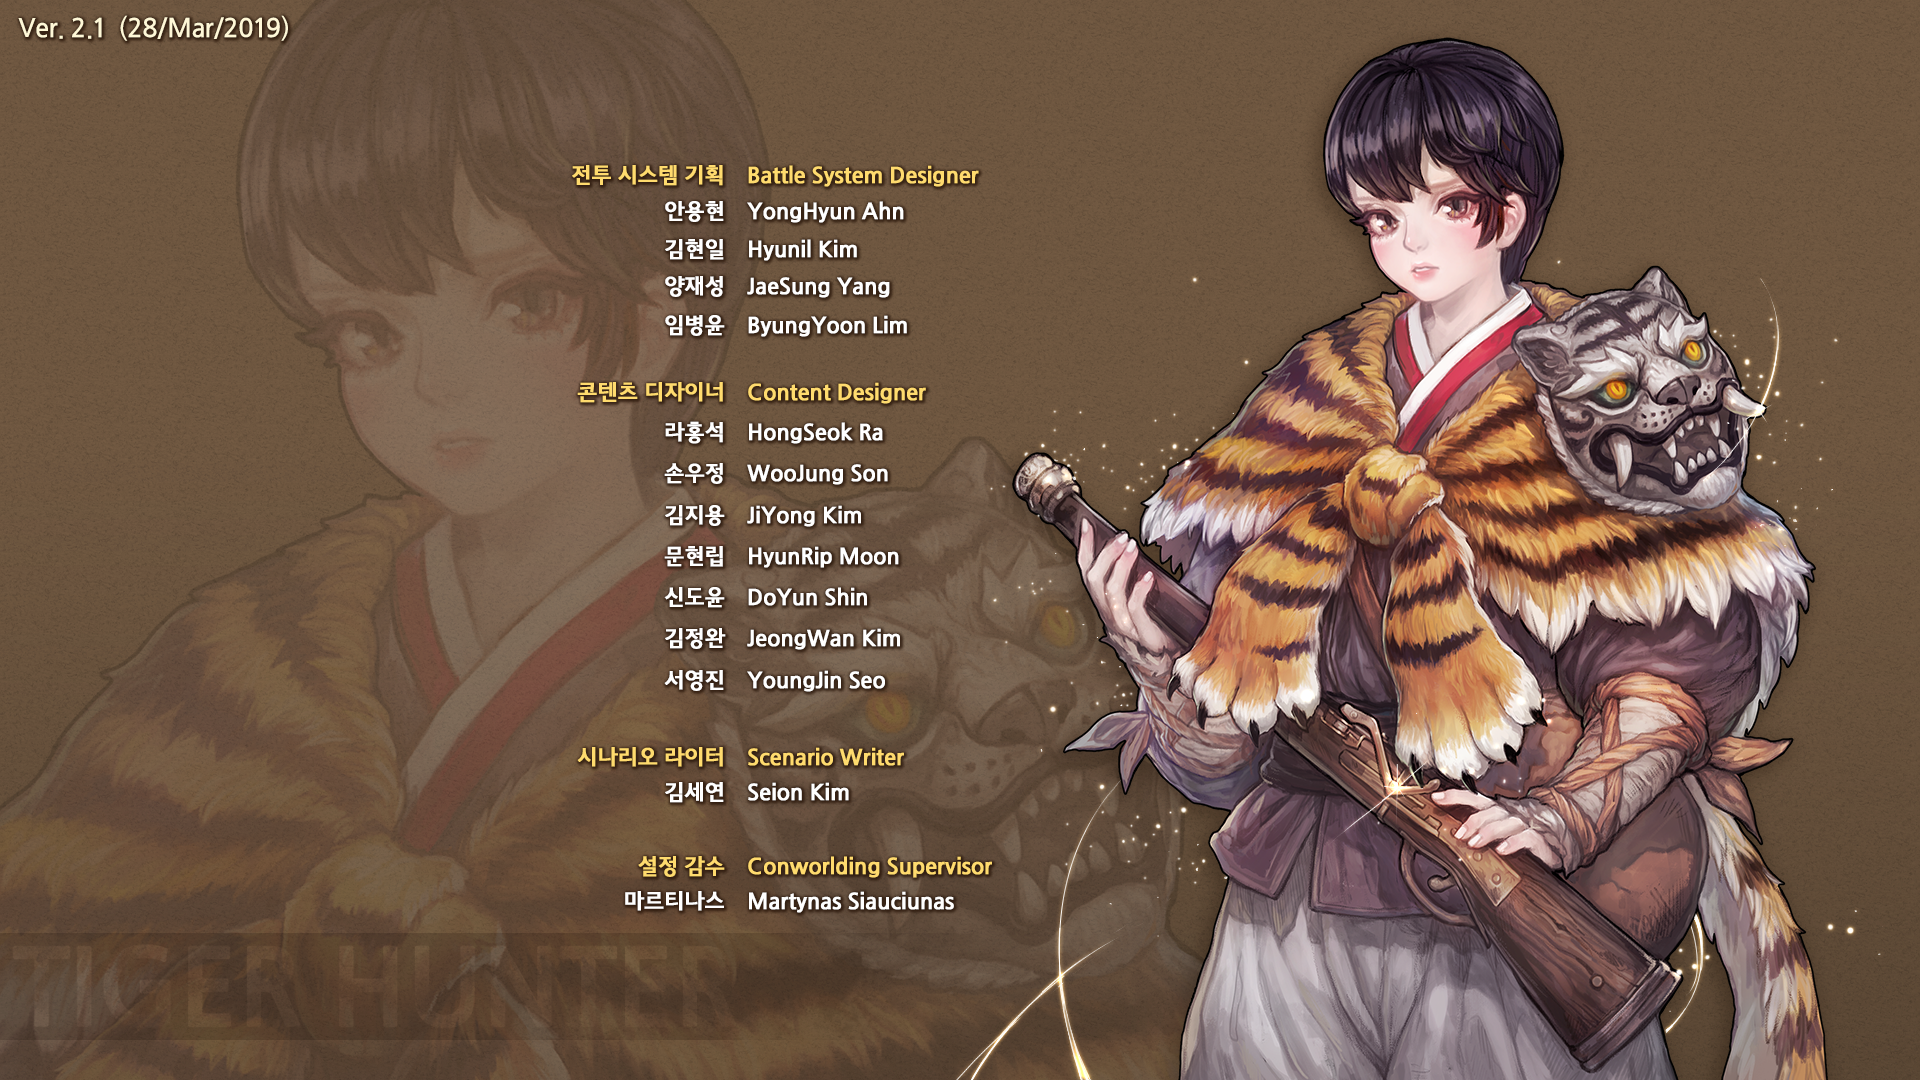 Ver. 2.1 (28/Mar/2019)
전투 시스템 기획 Battle System Designer
안용현 YongHyun Ahn
김현일 Hyunil Kim
양재성 JaeSung Yang
임병윤 ByungYoon Lim
콘텐츠 디자이너 Content Designer
라홍석 HongSeok Ra
손우정 WooJung Son
김지용 JiYong Kim
문현립 HyunRip Moon
신도윤 DoYun Shin
김정완 JeongWan Kim
서영진 YoungJin Seo
시나리오 라이터 Scenario Writer
김세연 Seion Kim
설정 감수 Conworlding Supervisor
마르티나스 Martynas Siauciunas
TIGER HUNTER